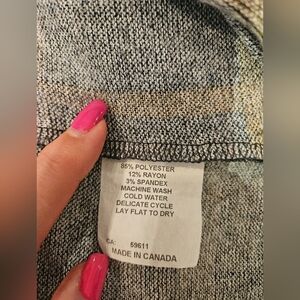 85% POLYESTER
12% RAYON
3% SPANDEX
MACHINE WASH
COLD WATER
DELICATE CYCLE
LAY FLAT TO DRY
CA: 59611
MADE IN CANADA